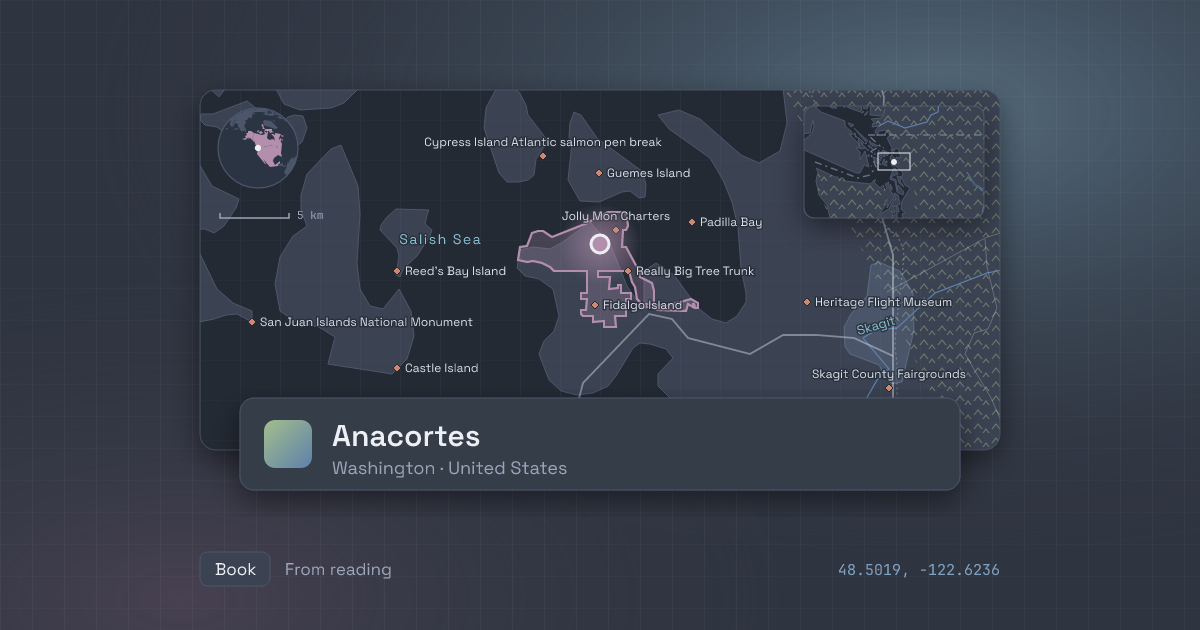 Cypress Island Atlantic salmon pen break
Guemes Island
5 km
Jolly Mon Charters
Padilla Bay
Salish Sea
Reed's Bay Island
Really Big Tree Trunk
Fidalgo Island
Heritage Flight Museum
San Juan Islands National Monument
Skagit
Castle Island
Skagit County Fairgrounds
Anacortes
Washington · United States
Book
From reading
48.5019, -122.6236